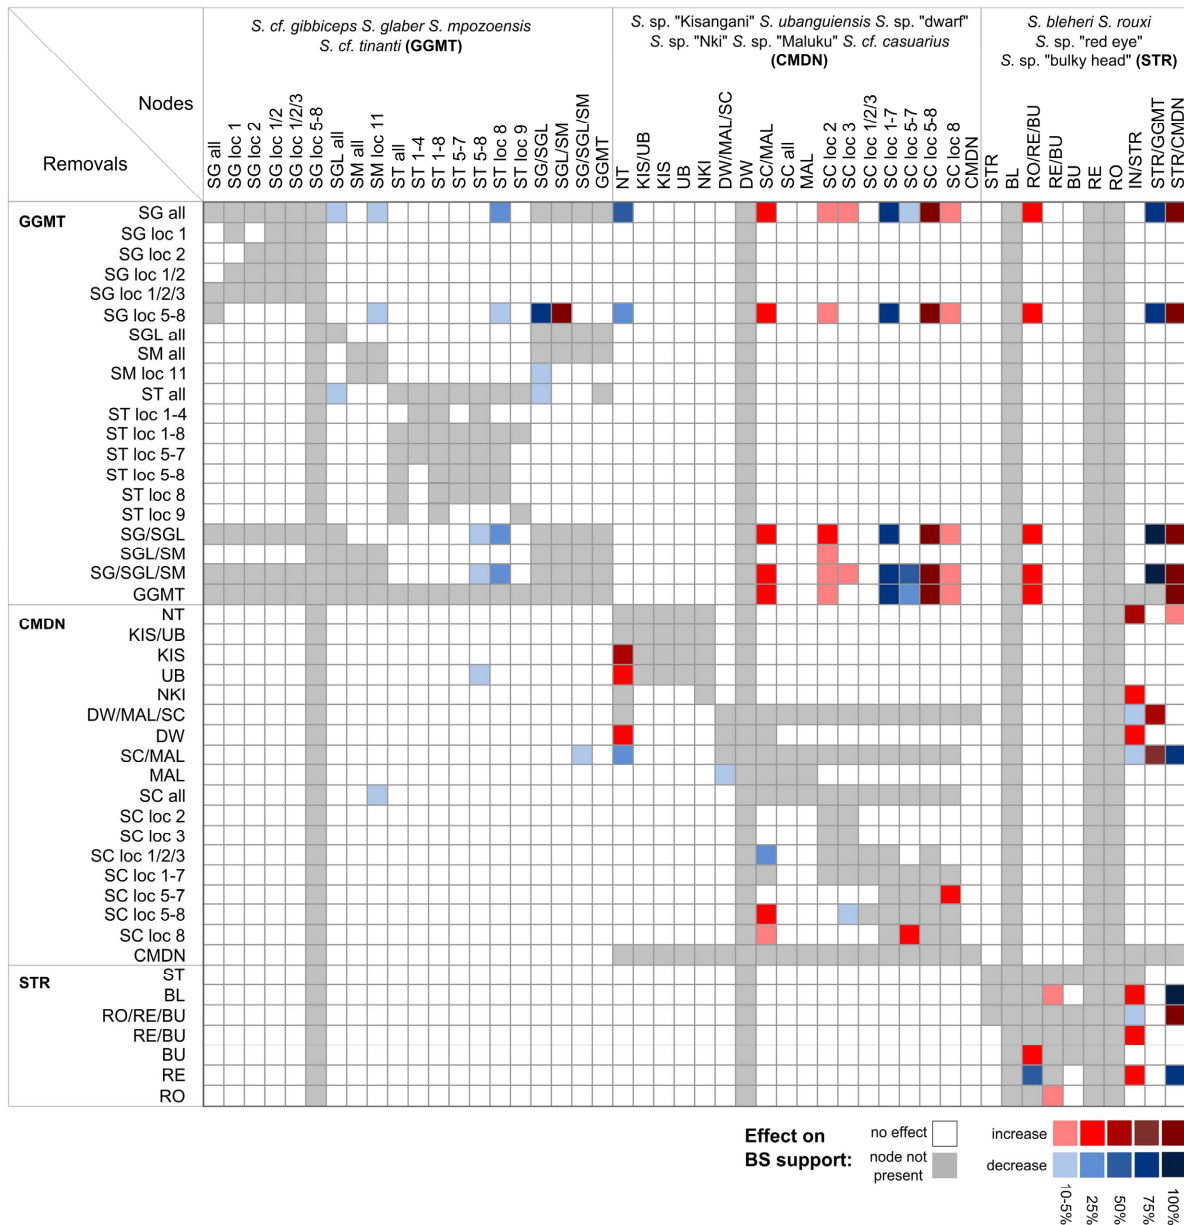 S. cf. gibbiceps S. glaber S. mpozoensis
S. cf. tinanti (GGMT)
S. sp. "Kisangani" S. ubanguiensis S. sp. "dwarf"
S. sp. "Nki" S. sp. "Maluku" S. cf. casuarius
(CMDN)
S. bleheri S. rouxi
S. sp. "red eye"
S. sp. "bulky head" (STR)
Nodes
Removals
SG all
SG loc 1
SG loc 2
SG loc 1/2
SG loc 1/2/3
SG loc 5-8
SGL all
SM all
SM loc 11
ST all
ST 1-4
ST 1-8
ST 5-7
ST 5-8
ST loc 8
ST loc 9
SG/SGL
SGL/SM
SG/SGL/SM
GGMT
NT
KIS/UB
KIS
UB
NKI
DW/MAL/SC
DW
SC/MAL
SC all
MAL
SC loc 2
SC loc 3
SC loc 1/2/3
SC loc 1-7
SC loc 5-7
SC loc 5-8
SC loc 8
CMDN
STR
BL
RO/RE/BU
RE/BU
BU
RE
RO
IN/STR
STR/GGMT
STR/CMDN
GGMT
SG all
SG loc 1
SG loc 2
SG loc 1/2
SG loc 1/2/3
SG loc 5-8
SGL all
SM all
SM loc 11
ST all
ST loc 1-4
ST loc 1-8
ST loc 5-7
ST loc 5-8
ST loc 8
ST loc 9
SG/SGL
SGL/SM
SG/SGL/SM
GGMT
CMDN
NT
KIS/UB
KIS
UB
NKI
DW/MAL/SC
DW
SC/MAL
MAL
SC all
SC loc 2
SC loc 3
SC loc 1/2/3
SC loc 1-7
SC loc 5-7
SC loc 5-8
SC loc 8
CMDN
STR
ST
BL
RO/RE/BU
RE/BU
BU
RE
RO
Effect on
BS support:
no effect
node not
present
increase
decrease
10-5%
25%
50%
75%
100%